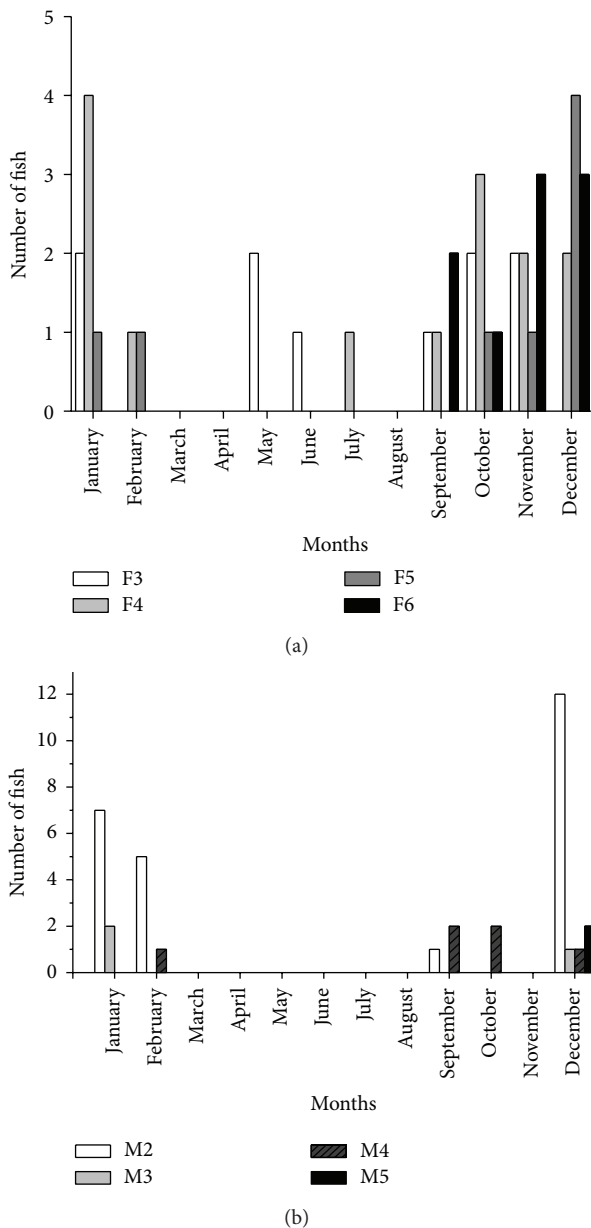 5
4
3
2
1
0
Number of fish
January
February
March
April
May
June
July
August
September
October
November
December
Months
F3
F5
F4
F6
(a)
12
10
8
6
4
2
0
Number of fish
January
February
March
April
May
June
July
August
September
October
November
December
Months
M2
M4
M3
M5
(b)